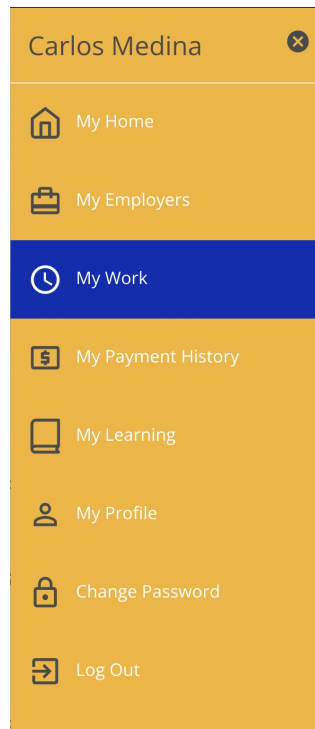 Carlos Medina
My Home
My Employers
My Work
My Payment History
My Learning
My Profile
Change Password
Log Out